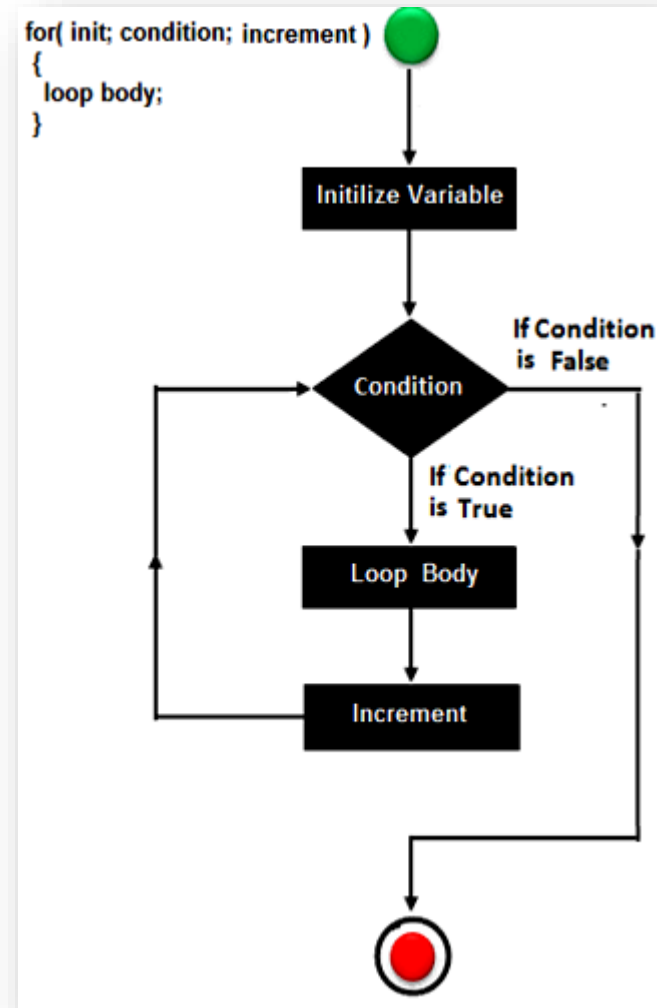 for( init; condition; increment )
{
loop body;
}
Initilize Variable
Condition
If Condition
is False
If Condition
is True
Loop Body
Increment